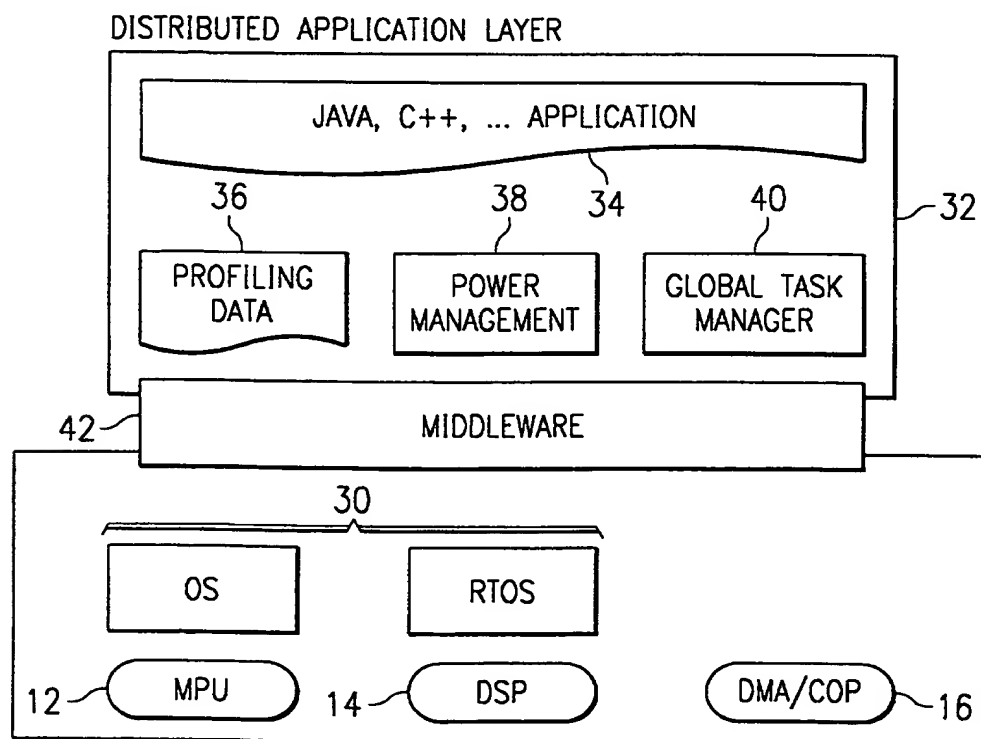 DISTRIBUTED APPLICATION LAYER
JAVA, C++, ... APPLICATION
34
36
38
40
32
PROFILING
DATA
POWER
MANAGEMENT
GLOBAL TASK
MANAGER
42
MIDDLEWARE
30
OS
RTOS
12
MPU
14
DSP
DMA/COP
16